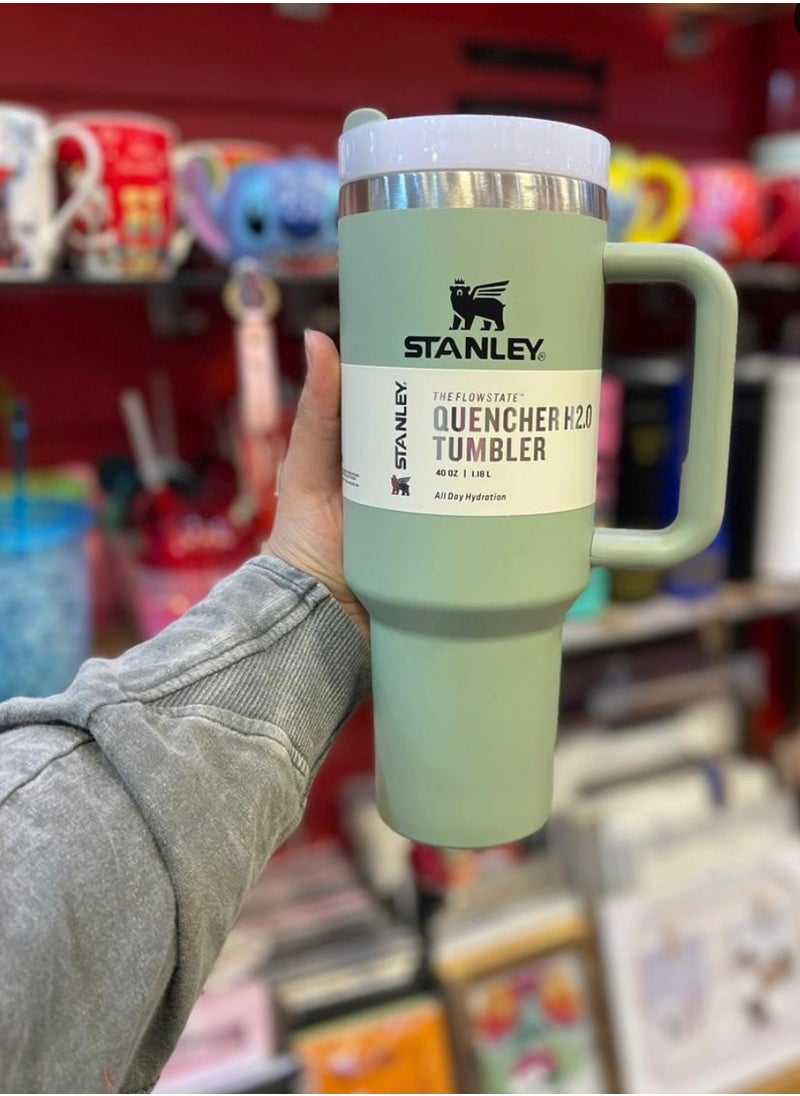 STANLEY®
STANLEY®
THE FLOWSTATE™
QUENCHER H2.0
TUMBLER
40 OZ | 1.18 L
All Day Hydration